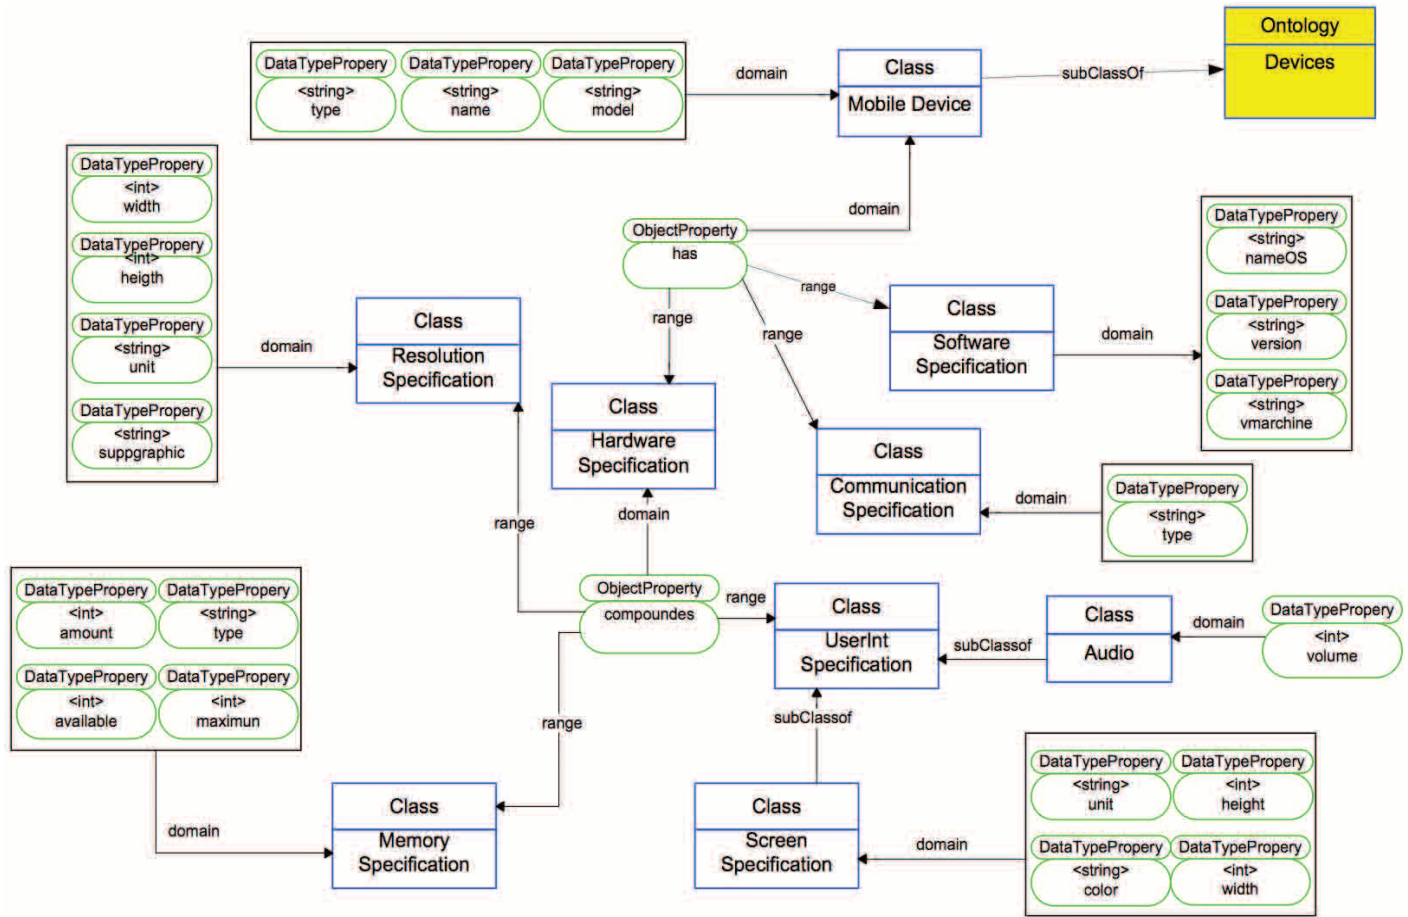 Ontology
Devices
DataTypePropery
<string>
type
DataTypePropery
<string>
name
DataTypePropery
<string>
model
domain
Class
Mobile Device
subClassOf
DataTypePropery
<int>
width
DataTypePropery
<int>
heigth
DataTypePropery
<string>
unit
DataTypePropery
<string>
suppgraphic
domain
Class
Resolution
Specification
ObjectProperty
has
domain
range
range
range
Class
Software
Specification
domain
DataTypePropery
<string>
nameOS
DataTypePropery
<string>
version
DataTypePropery
<string>
vmarchine
Class
Hardware
Specification
Class
Communication
Specification
domain
DataTypePropery
<string>
type
domain
range
ObjectProperty
compoundes
range
range
DataTypePropery
<int>
amount
DataTypePropery
<string>
type
DataTypePropery
<int>
available
DataTypePropery
<int>
maximun
domain
Class
Memory
Specification
Class
UserInt
Specification
subClassof
Class
Audio
domain
DataTypePropery
<int>
volume
subClassof
Class
Screen
Specification
domain
DataTypePropery
<string>
unit
DataTypePropery
<int>
height
DataTypePropery
<string>
color
DataTypePropery
<int>
width